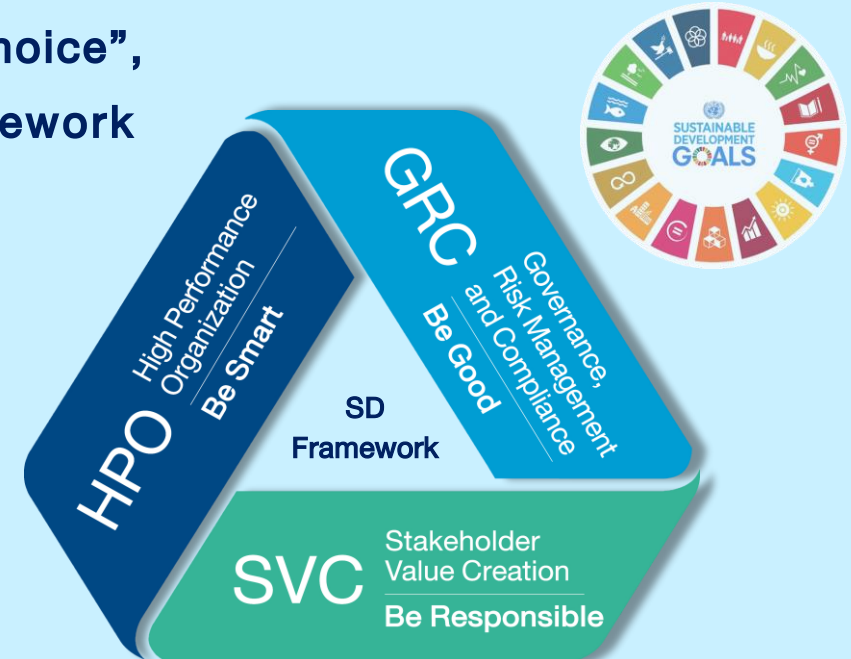 hoice”,
ework
SUSTAINABLE
DEVELOPMENT
GOALS
GRC
Governance,
Risk Management
and Compliance
Be Good
HPO
High Performance
Organization
Be Smart
SD
Framework
SVC
Stakeholder
Value Creation
Be Responsible